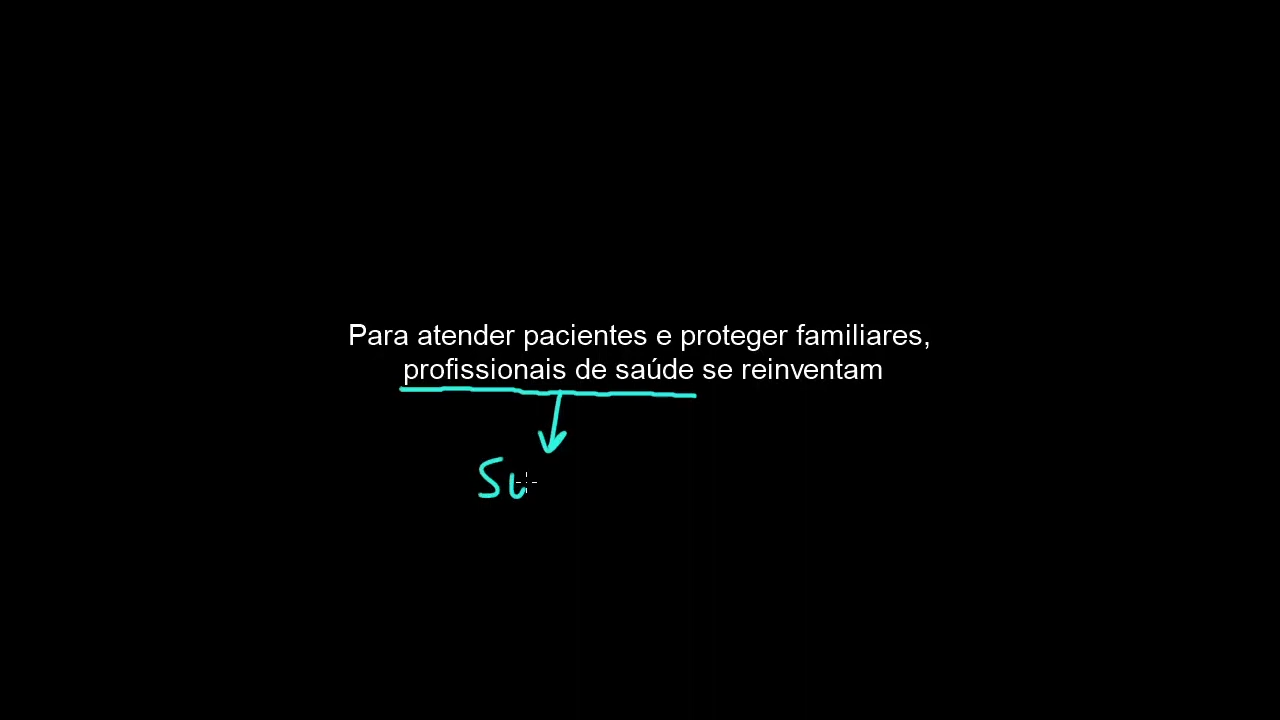 Para atender pacientes e proteger familiares,
profissionais de saúde se reinventam
Su